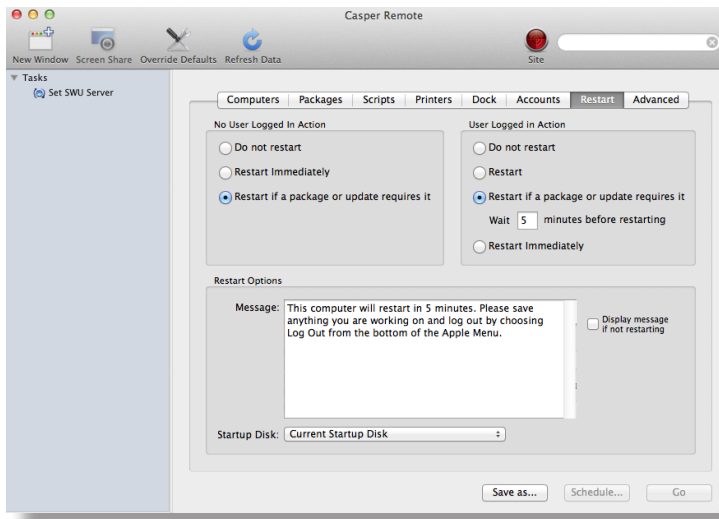 Casper Remote
New Window Screen Share Override Defaults Refresh Data Site
Tasks
Set SWU Server
Computers Packages Scripts Printers Dock Accounts Restart Advanced
No User Logged In Action
Do not restart
Restart Immediately
Restart if a package or update requires it
User Logged in Action
Do not restart
Restart
Restart if a package or update requires it
Wait 5 minutes before restarting
Restart Immediately
Restart Options
Message:
This computer will restart in 5 minutes. Please save
anything you are working on and log out by choosing
Log Out from the bottom of the Apple Menu.
Display message
if not restarting
Startup Disk: Current Startup Disk
Save as... Schedule... Go